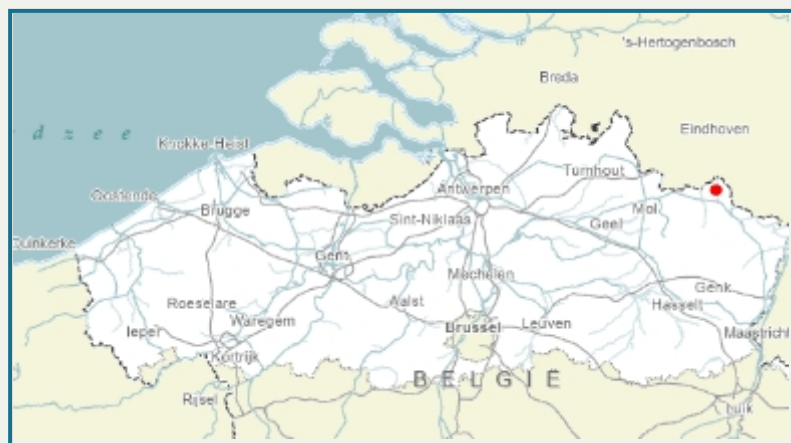 's-Hertogenbosch
Breda
Eindhoven
d z e e
Knokke-Heist
Turnhout
Antwerpen
Oostende
Mol
Brugge
Sint-Niklaas
Geel
Duinkerke
Gent
Mechelen
Genk
Roeselare
Aalst
Hasselt
Waregem
Brussel
Leuven
Ieper
Maastricht
Kortrijk
BELGIË
Rijsel
Luik